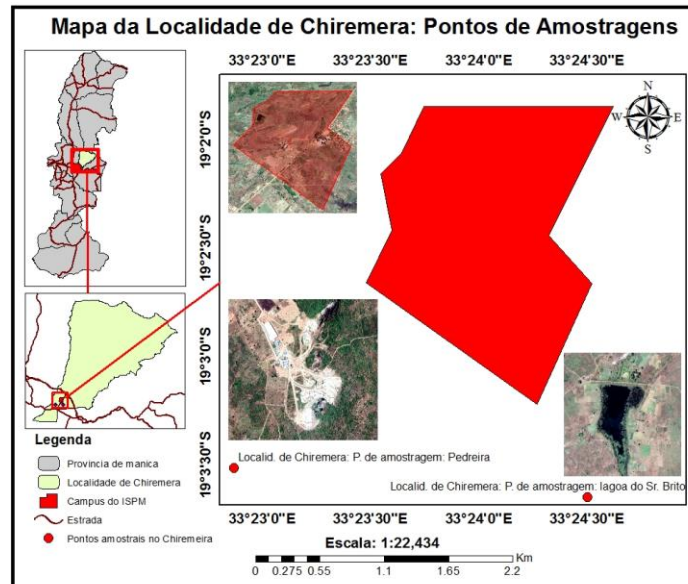 Mapa da Localidade de Chiremera: Pontos de Amostragens
33°23'0"E 33°23'30"E 33°24'0"E 33°24'30"E
N
W E
S
19°2'0"S
19°2'30"S
19°3'0"S
19°3'30"S
Localid. de Chiremera: P. de amostragem: Pedreira
Localid. de Chiremera: P. de amostragem: lagoa do Sr. Brito
33°23'0"E 33°23'30"E 33°24'0"E 33°24'30"E
Legenda
Provincia de manica
Localidade de Chiremera
Campus do ISPM
Estrada
Pontos amostrais no Chiremeira
Escala: 1:22,434
Km
0 0.275 0.55 1.1 1.65 2.2